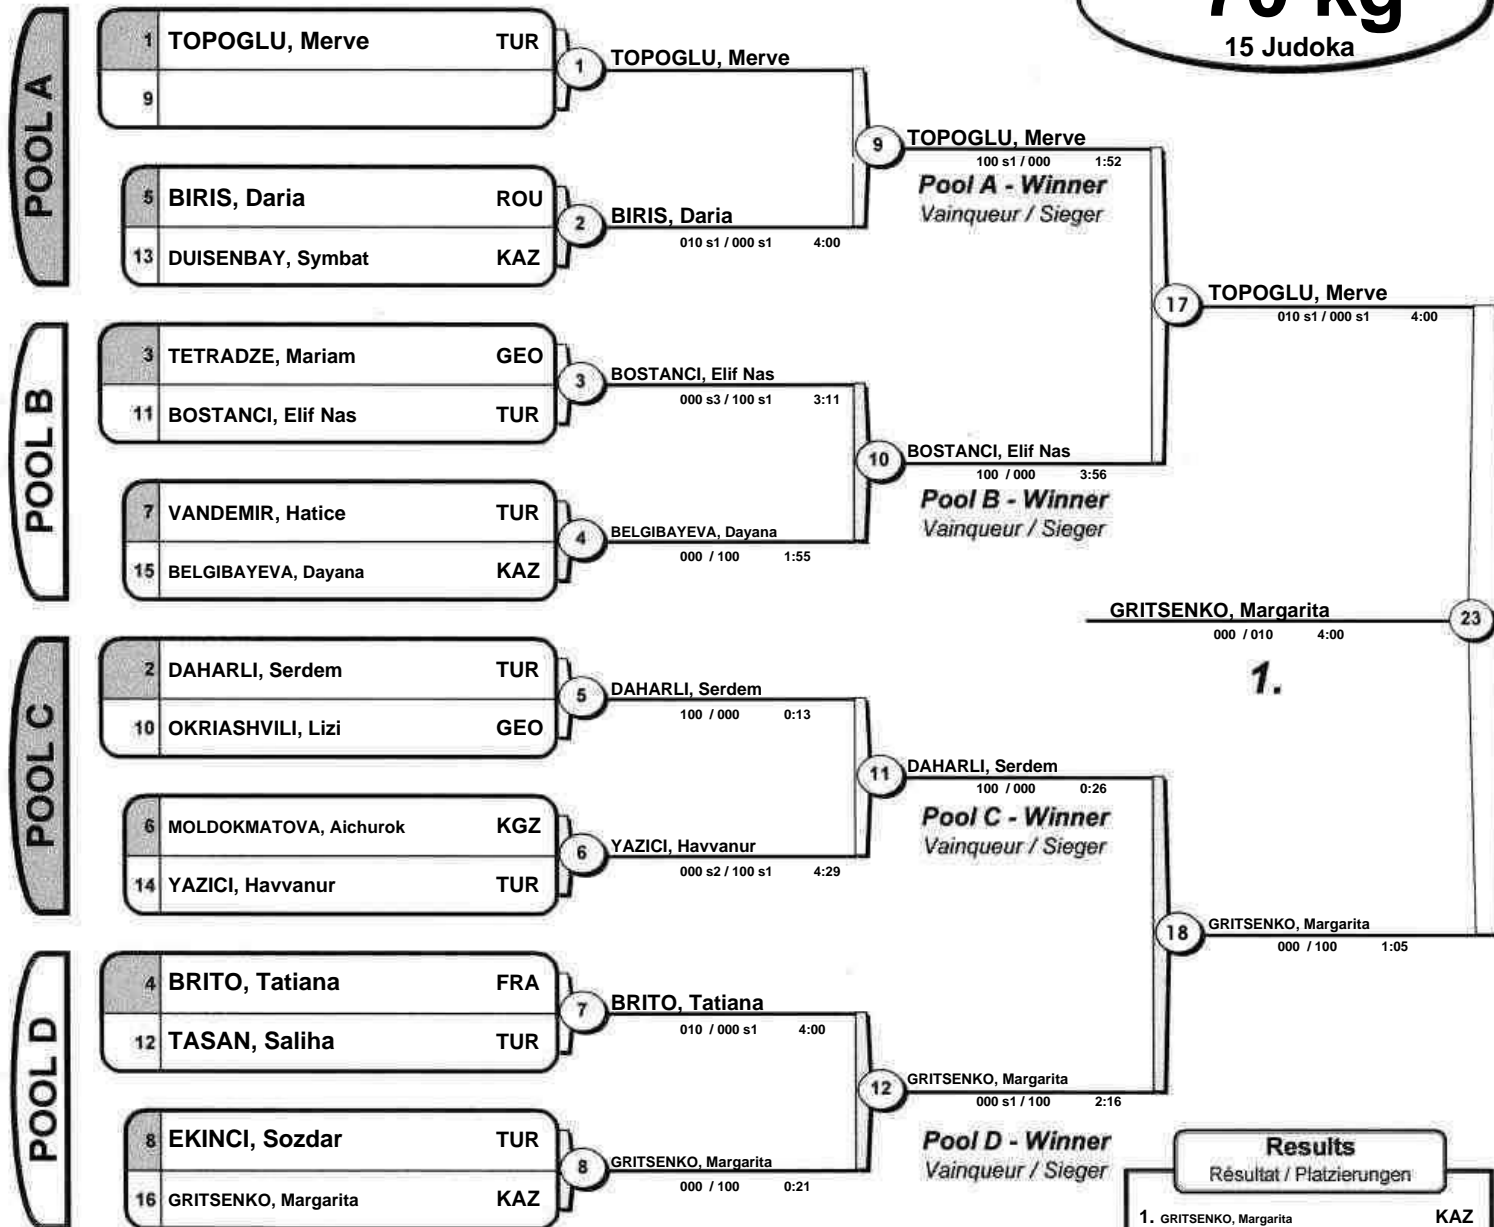 70 kg
15 Judoka
POOL A
1 TOPOGLU, Merve TUR
9
1
TOPOGLU, Merve
5 BIRIS, Daria ROU
13 DUISENBAY, Symbat KAZ
2
BIRIS, Daria
010 s1 / 000 s1 4:00
9
TOPOGLU, Merve
100 s1 / 000 1:52
Pool A - Winner
Vainqueur / Sieger
POOL B
3 TETRADZE, Mariam GEO
11 BOSTANCI, Elif Nas TUR
3
BOSTANCI, Elif Nas
000 s3 / 100 s1 3:11
7 VANDEMIR, Hatice TUR
15 BELGIBAYEVA, Dayana KAZ
4
BELGIBAYEVA, Dayana
000 / 100 1:55
10
BOSTANCI, Elif Nas
100 / 000 3:56
Pool B - Winner
Vainqueur / Sieger
17
TOPOGLU, Merve
010 s1 / 000 s1 4:00
GRITSENKO, Margarita
000 / 010 4:00
23
1.
POOL C
2 DAHARLI, Serdem TUR
10 OKRIASHVILI, Lizi GEO
5
DAHARLI, Serdem
100 / 000 0:13
6 MOLDOKMATOVA, Aichurok KGZ
14 YAZICI, Havvanur TUR
6
YAZICI, Havvanur
000 s2 / 100 s1 4:29
11
DAHARLI, Serdem
100 / 000 0:26
Pool C - Winner
Vainqueur / Sieger
POOL D
4 BRITO, Tatiana FRA
12 TASAN, Saliha TUR
7
BRITO, Tatiana
010 / 000 s1 4:00
8 EKINCI, Sozdar TUR
16 GRITSENKO, Margarita KAZ
8
GRITSENKO, Margarita
000 / 100 0:21
12
GRITSENKO, Margarita
000 s1 / 100 2:16
Pool D - Winner
Vainqueur / Sieger
18
GRITSENKO, Margarita
000 / 100 1:05
Results
Résultat / Platzierungen
1. GRITSENKO, Margarita KAZ